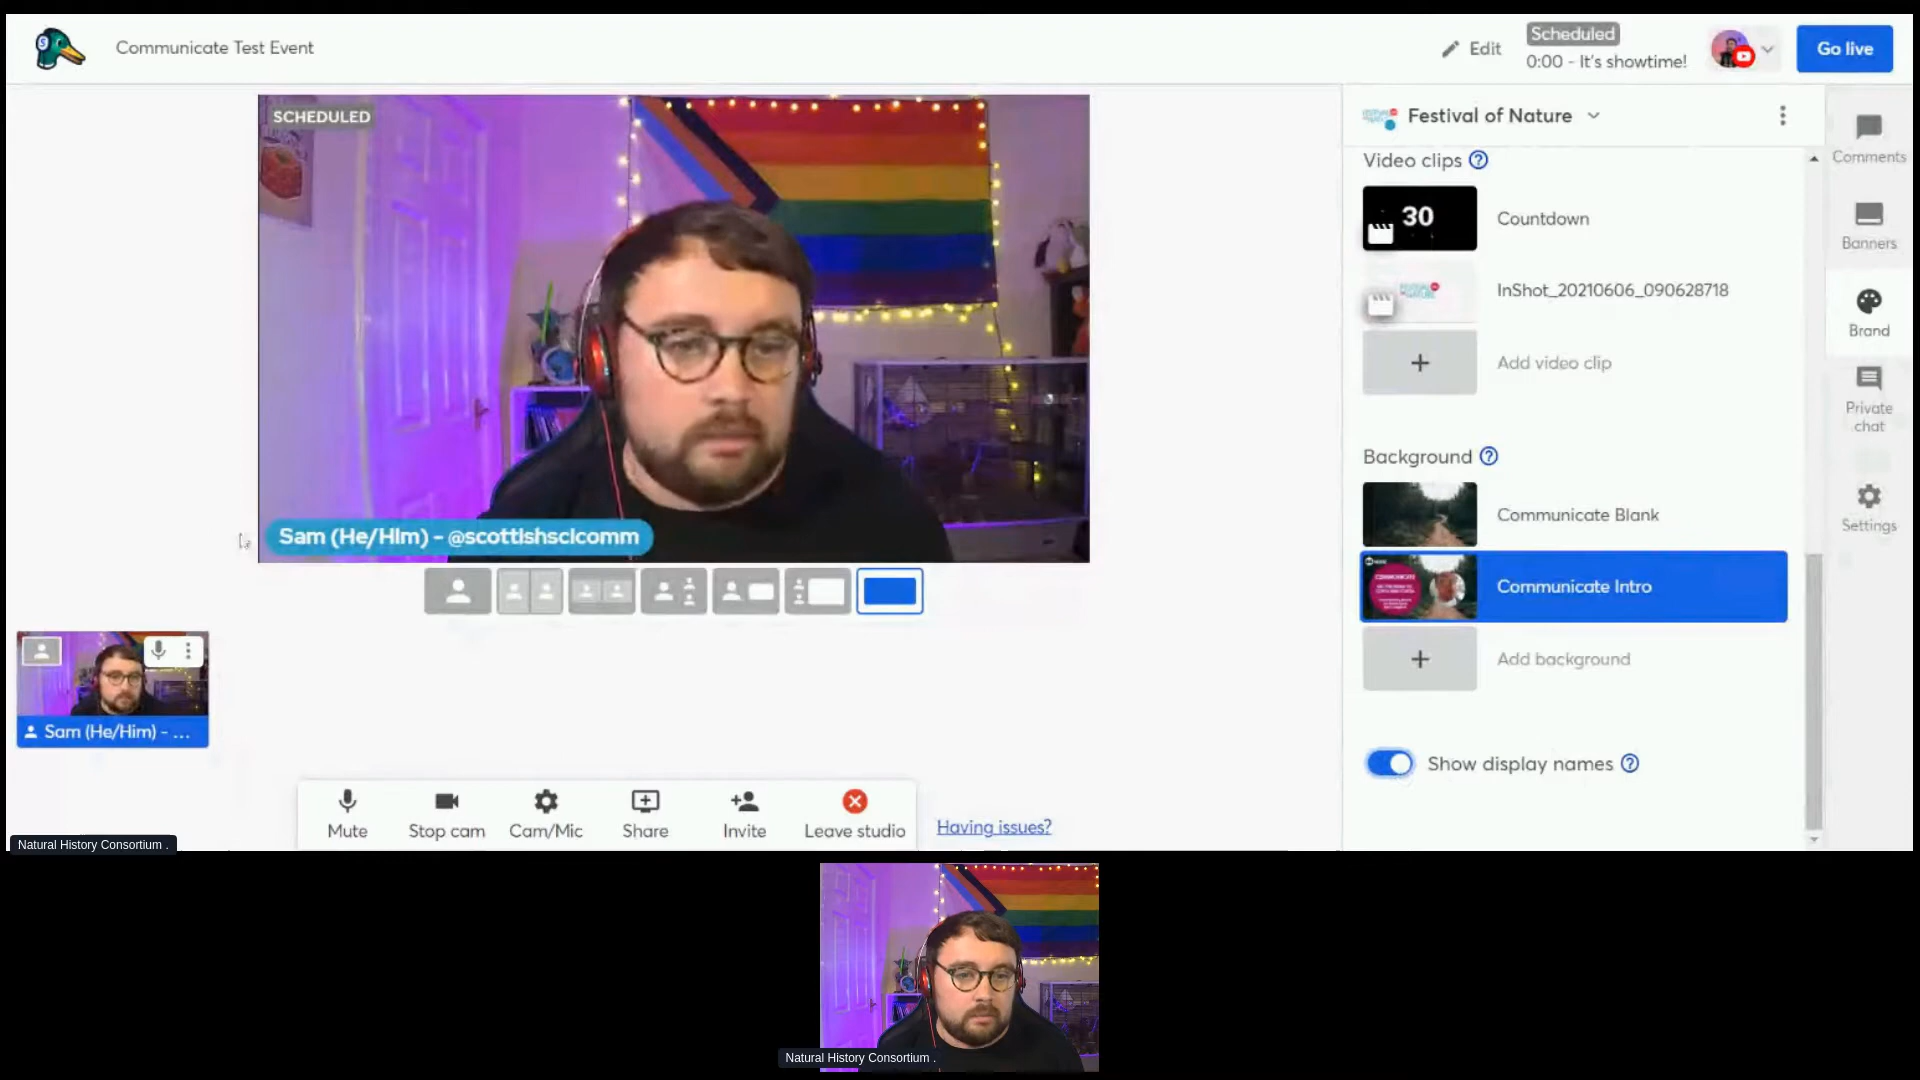 Communicate Test Event
Edit
Scheduled
0:00 - It's showtime!
Go live
SCHEDULED
Sam (He/Him) - @scottishscicomm
Sam (He/Him) - ...
Mute
Stop cam
Cam/Mic
Share
Invite
Leave studio
Having issues?
Natural History Consortium .
Festival of Nature
Video clips
30
Countdown
FESTIVAL
NATURE
InShot_20210606_090628718
Add video clip
Background
Communicate Blank
COMMUNICATE
Communicate Intro
Add background
Show display names
Comments
Banners
Brand
Private
chat
Settings
Natural History Consortium .